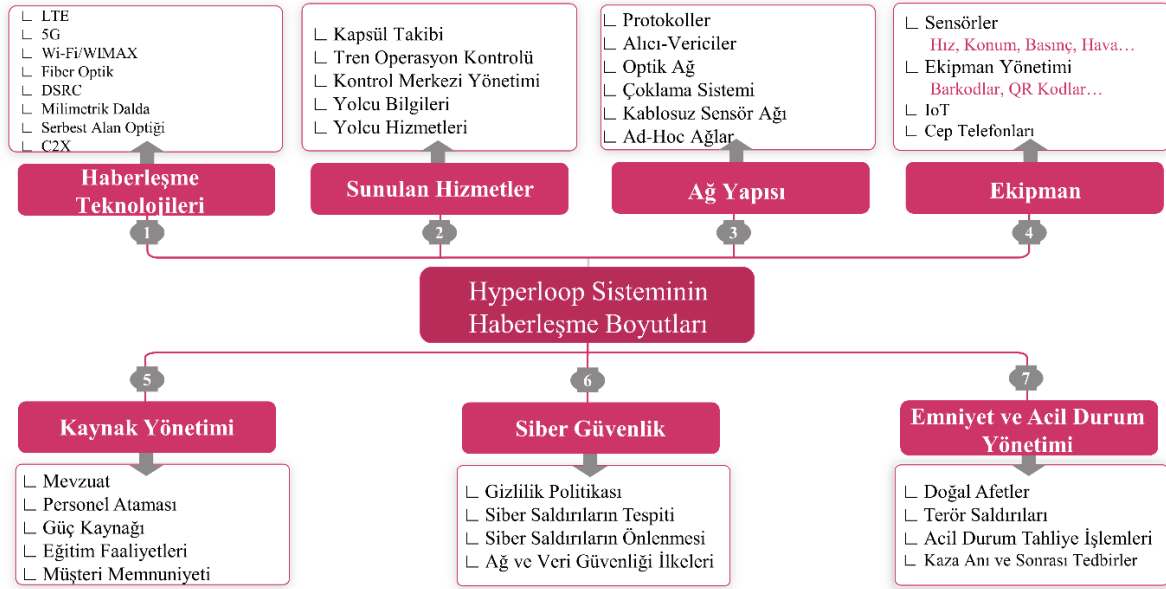 LTE
5G
Wi-Fi/WIMAX
Fiber Optik
DSRC
Milimetrik Dalda
Serbest Alan Optiği
C2X
Haberleşme
Teknolojileri
1
Kapsül Takibi
Tren Operasyon Kontrolü
Kontrol Merkezi Yönetimi
Yolcu Bilgileri
Yolcu Hizmetleri
Sunulan Hizmetler
2
Protokoller
Alıcı-Vericiler
Optik Ağ
Çoklama Sistemi
Kablosuz Sensör Ağı
Ad-Hoc Ağlar
Ağ Yapısı
3
Sensörler
Hız, Konum, Basınç, Hava…
Ekipman Yönetimi
Barkodlar, QR Kodlar…
IoT
Cep Telefonları
Ekipman
4
Hyperloop Sisteminin
Haberleşme Boyutları
5
Kaynak Yönetimi
Mevzuat
Personel Ataması
Güç Kaynağı
Eğitim Faaliyetleri
Müşteri Memnuniyeti
6
Siber Güvenlik
Gizlilik Politikası
Siber Saldırıların Tespiti
Siber Saldırıların Önlenmesi
Ağ ve Veri Güvenliği İlkeleri
7
Emniyet ve Acil Durum
Yönetimi
Doğal Afetler
Terör Saldırıları
Acil Durum Tahliye İşlemleri
Kaza Anı ve Sonrası Tedbirler